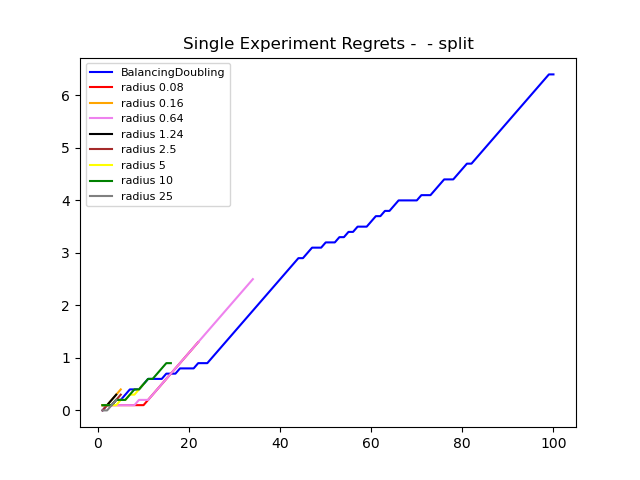 Single Experiment Regrets -  - split
BalancingDoubling
radius 0.08
radius 0.16
radius 0.64
radius 1.24
radius 2.5
radius 5
radius 10
radius 25
6
5
4
3
2
1
0
0 20 40 60 80 100